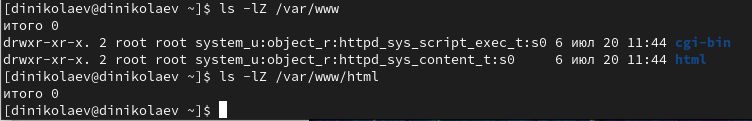 [dinikolaev@dinikolaev ~]$ ls -lZ /var/www
итого 0
drwxr-xr-x. 2 root root system_u:object_r:httpd_sys_script_exec_t:s0 6 июл 20 11:44 cgi-bin
drwxr-xr-x. 2 root root system_u:object_r:httpd_sys_content_t:s0     6 июл 20 11:44 html
[dinikolaev@dinikolaev ~]$ ls -lZ /var/www/html
итого 0
[dinikolaev@dinikolaev ~]$